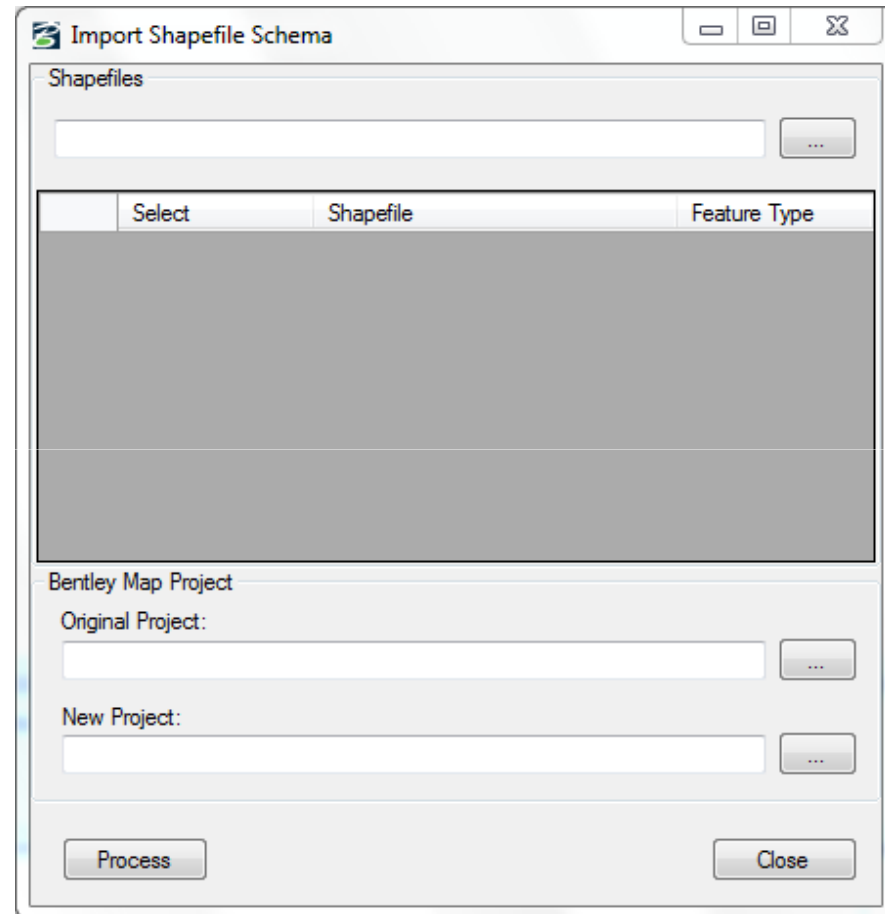 Import Shapefile Schema
Shapefiles
...
Select Shapefile Feature Type
Bentley Map Project
Original Project:
...
New Project:
...
Process Close